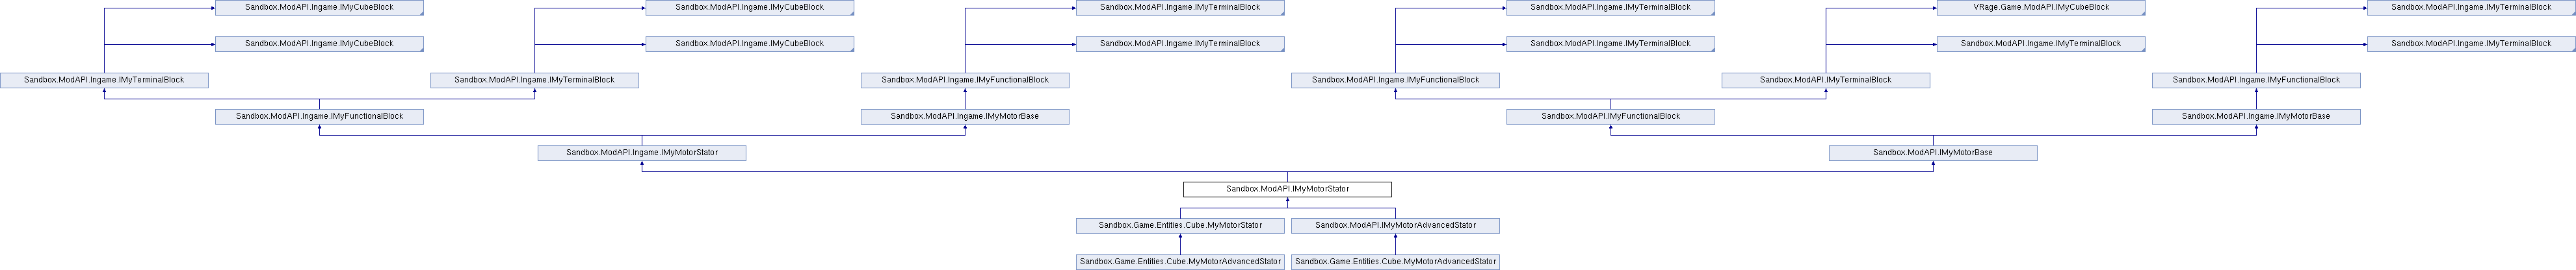 Sandbox.ModAPI.Ingame.IMyCubeBlock
Sandbox.ModAPI.Ingame.IMyCubeBlock
Sandbox.ModAPI.Ingame.IMyTerminalBlock
Sandbox.ModAPI.Ingame.IMyTerminalBlock
VRage.Game.ModAPI.IMyCubeBlock
Sandbox.ModAPI.Ingame.IMyTerminalBlock
Sandbox.ModAPI.Ingame.IMyCubeBlock
Sandbox.ModAPI.Ingame.IMyCubeBlock
Sandbox.ModAPI.Ingame.IMyTerminalBlock
Sandbox.ModAPI.Ingame.IMyTerminalBlock
Sandbox.ModAPI.Ingame.IMyTerminalBlock
Sandbox.ModAPI.Ingame.IMyTerminalBlock
Sandbox.ModAPI.Ingame.IMyTerminalBlock
Sandbox.ModAPI.Ingame.IMyTerminalBlock
Sandbox.ModAPI.Ingame.IMyFunctionalBlock
Sandbox.ModAPI.Ingame.IMyFunctionalBlock
Sandbox.ModAPI.IMyTerminalBlock
Sandbox.ModAPI.Ingame.IMyFunctionalBlock
Sandbox.ModAPI.Ingame.IMyFunctionalBlock
Sandbox.ModAPI.Ingame.IMyMotorBase
Sandbox.ModAPI.IMyFunctionalBlock
Sandbox.ModAPI.Ingame.IMyMotorBase
Sandbox.ModAPI.Ingame.IMyMotorStator
Sandbox.ModAPI.IMyMotorBase
Sandbox.ModAPI.IMyMotorStator
Sandbox.Game.Entities.Cube.MyMotorStator
Sandbox.ModAPI.IMyMotorAdvancedStator
Sandbox.Game.Entities.Cube.MyMotorAdvancedStator
Sandbox.Game.Entities.Cube.MyMotorAdvancedStator